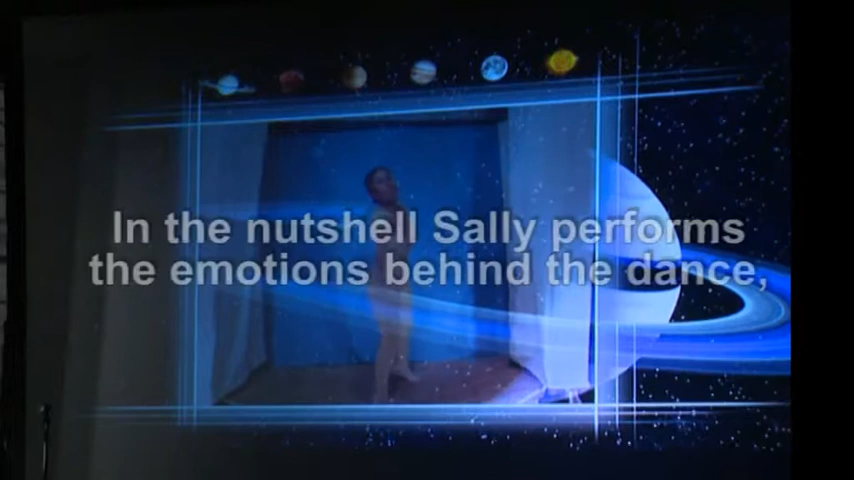 In the nutshell Sally performs
the emotions behind the dance,